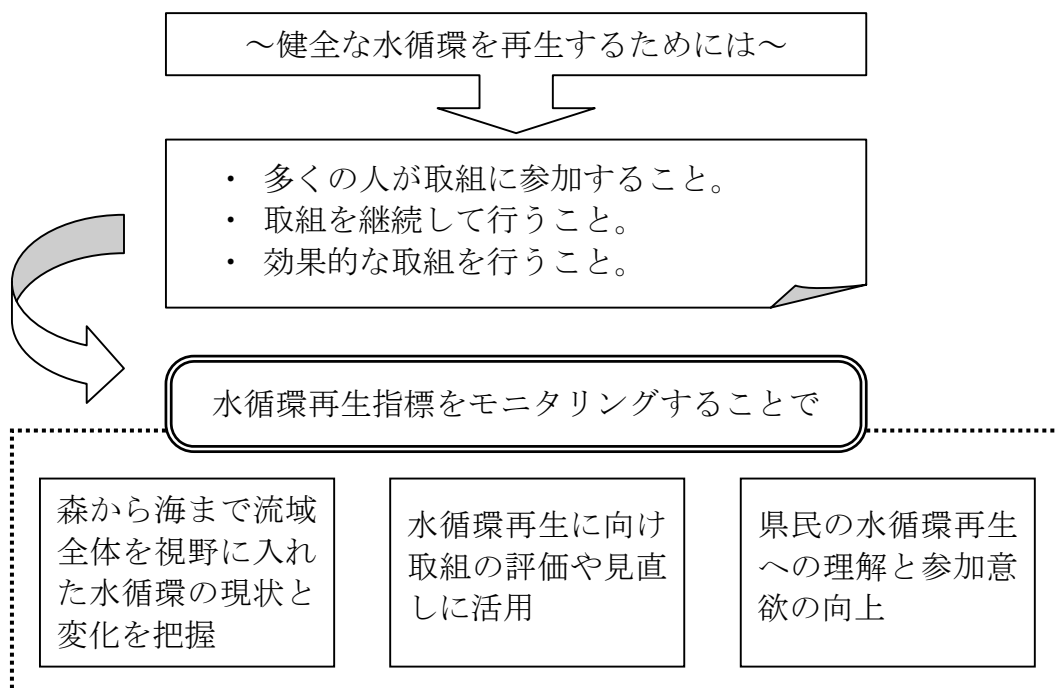 ～健全な水循環を再生するためには～
・ 多くの人が取組に参加すること。
・ 取組を継続して行うこと。
・ 効果的な取組を行うこと。
水循環再生指標をモニタリングすることで
森から海まで流域
全体を視野に入れ
た水循環の現状と
変化を把握
水循環再生に向け
取組の評価や見直
しに活用
県民の水循環再生
への理解と参加意
欲の向上